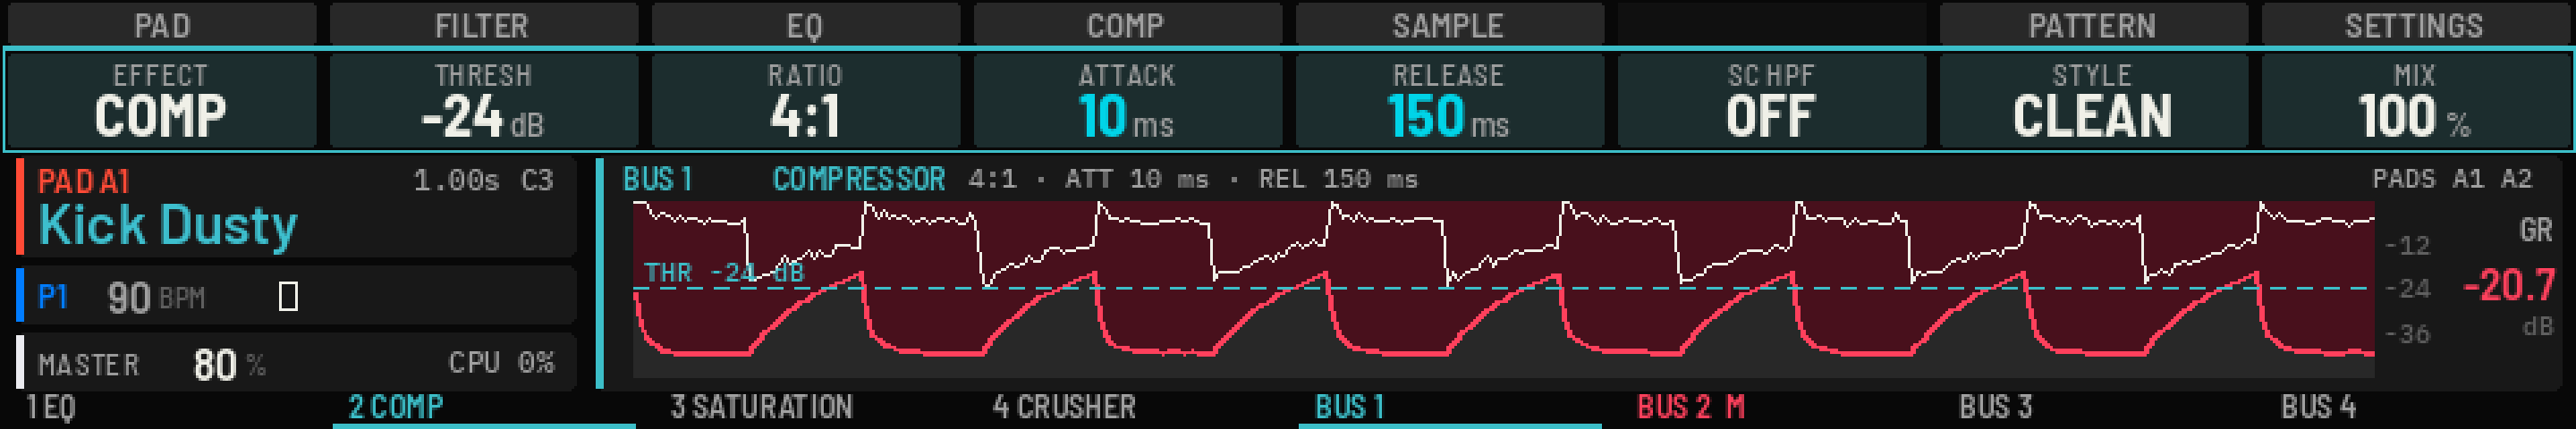 PAD FILTER EQ COMP SAMPLE PATTERN SETTINGS
EFFECT THRESH RATIO ATTACK RELEASE SC HPF STYLE MIX
COMP -24 dB 4:1 10 ms 150 ms OFF CLEAN 100 %
PAD A1 1.00s C3
Kick Dusty
P1 90 BPM
MASTER 80 % CPU 0%
BUS 1 COMPRESSOR 4:1 · ATT 10 ms · REL 150 ms PADS A1 A2
THR -24 dB
-12
-24
-36
GR
-20.7
dB
1 EQ 2 COMP 3 SATURATION 4 CRUSHER BUS 1 BUS 2 M BUS 3 BUS 4